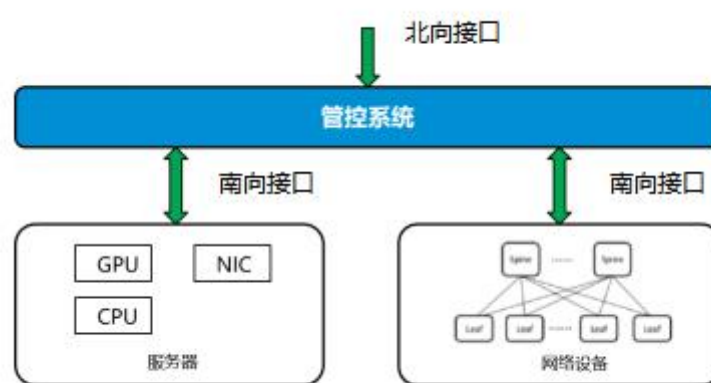 北向接口
管控系统
南向接口
南向接口
GPU
NIC
CPU
服务器
Spine
......
Spine
Leaf
Leaf
......
Leaf
Leaf
网络设备